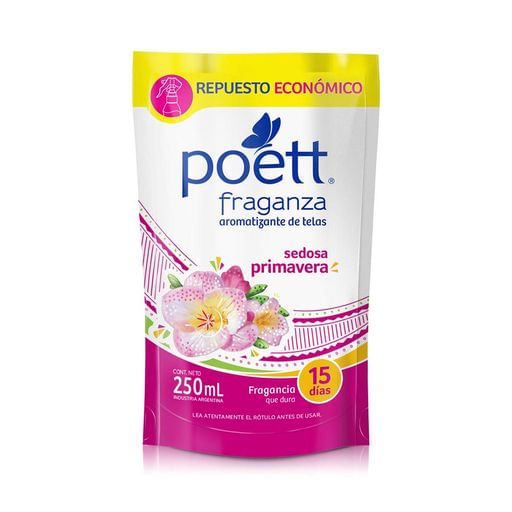 REPUESTO ECONÓMICO
poett®
fraganza
aromatizante de telas
sedosa
primavera
CONT. NETO
250mL
INDUSTRIA ARGENTINA
Fragancia
que dura
15
días
LEA ATENTAMENTE EL RÓTULO ANTES DE USAR.